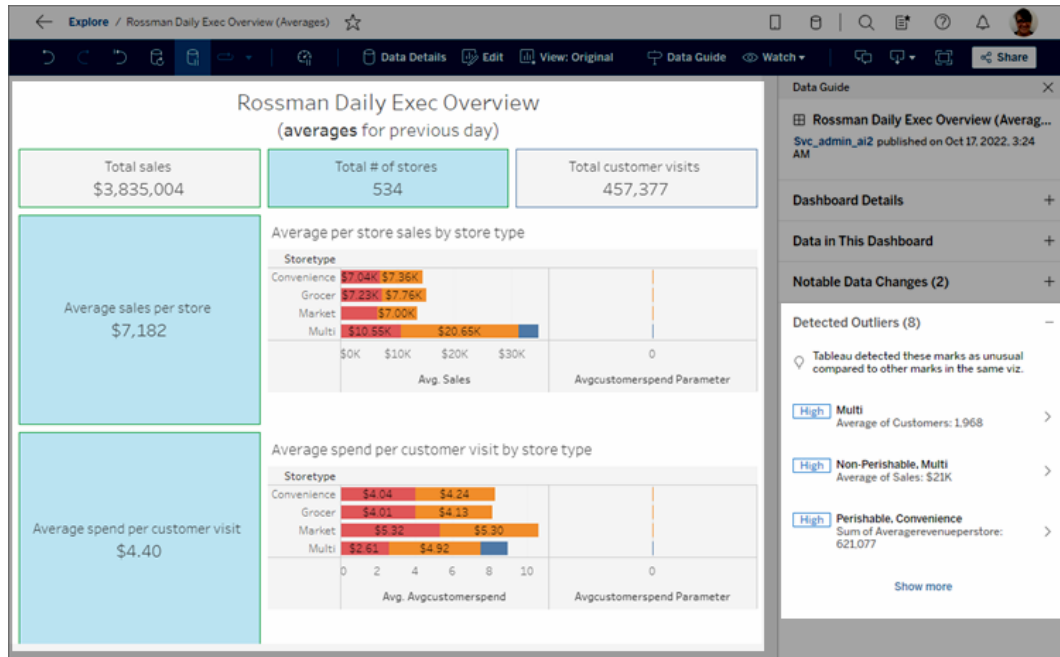 Explore / Rossman Daily Exec Overview (Averages)
Data Details Edit View: Original Data Guide Watch Share
Rossman Daily Exec Overview
(averages for previous day)
Total sales
$3,835,004
Total # of stores
534
Total customer visits
457,377
Average sales per store
$7,182
Average per store sales by store type
Storetype
Convenience $7.04K $7.36K
Grocer $7.23K $7.76K
Market $7.00K
Multi $10.55K $20.65K
$0K $10K $20K $30K 0
Avg. Sales Avgcustomerspend Parameter
Average spend per customer visit
$4.40
Average spend per customer visit by store type
Storetype
Convenience $4.04 $4.24
Grocer $4.01 $4.13
Market $5.32 $5.30
Multi $2.61 $4.92
0 2 4 6 8 10 0
Avg. Avgcustomerspend Avgcustomerspend Parameter
Data Guide
Rossman Daily Exec Overview (Averag...
Svc_admin_ai2 published on Oct 17, 2022, 3:24
AM
Dashboard Details
Data in This Dashboard
Notable Data Changes (2)
Detected Outliers (8)
Tableau detected these marks as unusual
compared to other marks in the same viz.
High Multi
Average of Customers: 1,968
High Non-Perishable, Multi
Average of Sales: $21K
High Perishable, Convenience
Sum of Averagerevenueperstore:
621,077
Show more